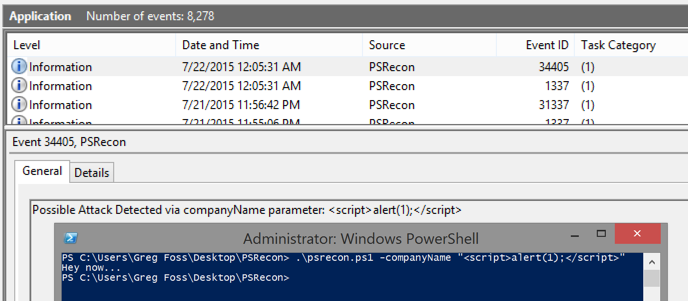 Application Number of events: 8,278
Level Date and Time Source Event ID Task Category
Information 7/22/2015 12:05:31 AM PSRecon 34405 (1)
Information 7/22/2015 12:05:31 AM PSRecon 1337 (1)
Information 7/21/2015 11:56:42 PM PSRecon 31337 (1)
Information 7/21/2015 11:55:06 PM PSRecon 1337 (1)
Event 34405, PSRecon
General Details
Possible Attack Detected via companyName parameter: <script>alert(1);</script>
Administrator: Windows PowerShell
PS C:\Users\Greg Foss\Desktop\PSRecon> .\psrecon.ps1 -companyName "<script>alert(1);</script>"
Hey now...
PS C:\Users\Greg Foss\Desktop\PSRecon>